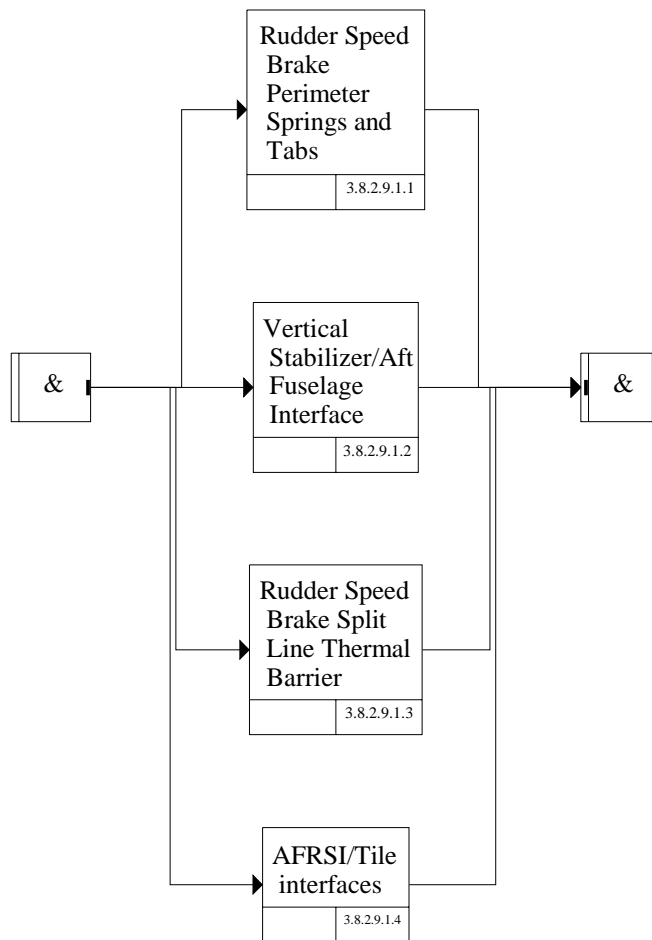 Rudder Speed
Brake
Perimeter
Springs and
Tabs
3.8.2.9.1.1
&
Vertical
Stabilizer/Aft
Fuselage
Interface
3.8.2.9.1.2
&
Rudder Speed
Brake Split
Line Thermal
Barrier
3.8.2.9.1.3
AFRSI/Tile
interfaces
3.8.2.9.1.4